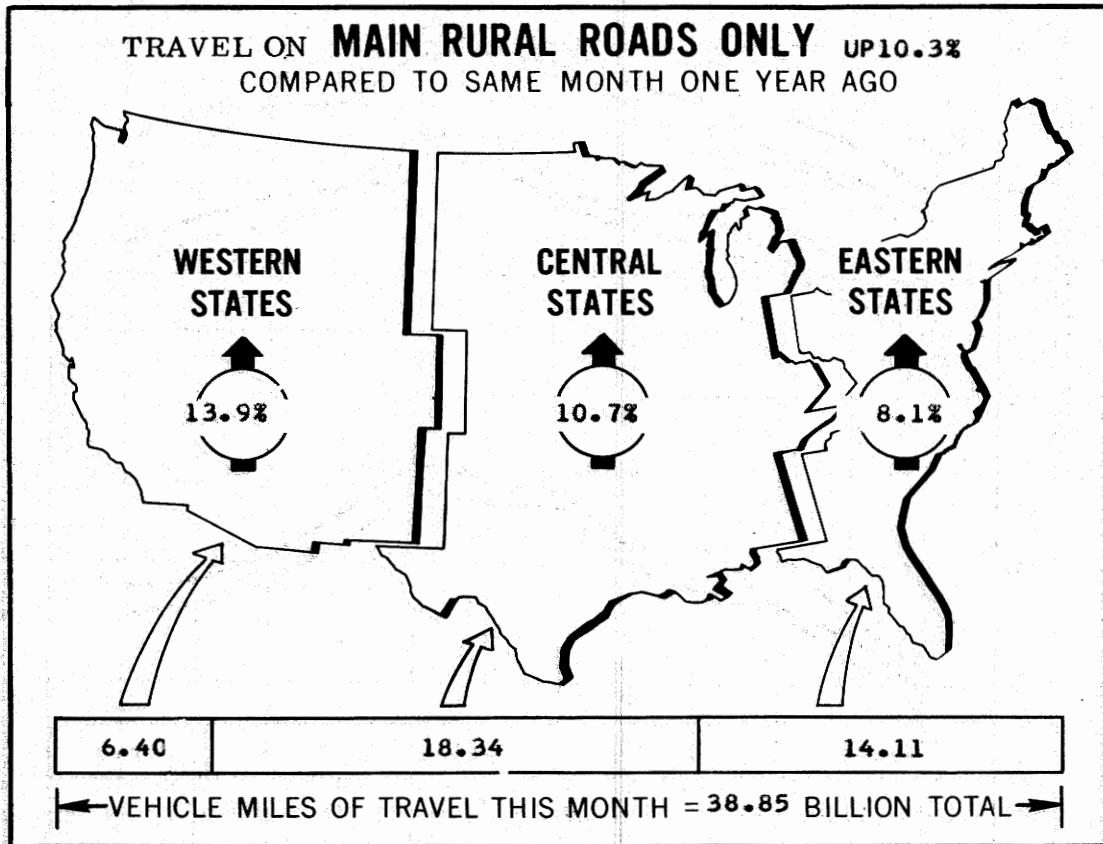 TRAVEL ON MAIN RURAL ROADS ONLY UP10.3%
COMPARED TO SAME MONTH ONE YEAR AGO
WESTERN
STATES
13.9%
CENTRAL
STATES
10.7%
EASTERN
STATES
8.1%
6.40 18.34 14.11
VEHICLE MILES OF TRAVEL THIS MONTH = 38.85 BILLION TOTAL